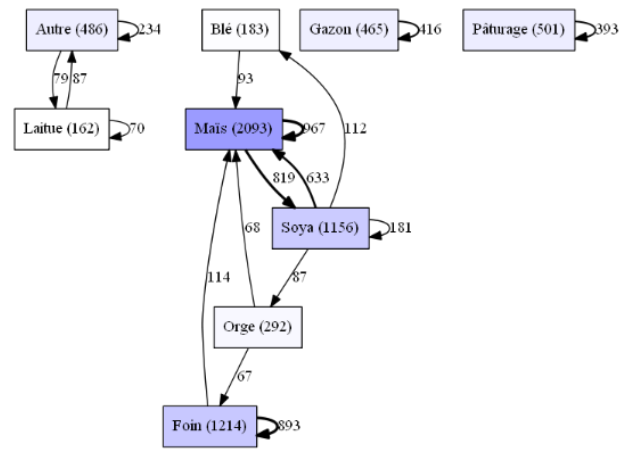 Autre (486) 234 Blé (183) Gazon (465) 416 Pâturage (501) 393
79 87 93
Laitue (162) 70 Maïs (2093) 967 112
819 633
68 Soya (1156) 181
114 87
Orge (292)
67
Foin (1214) 893